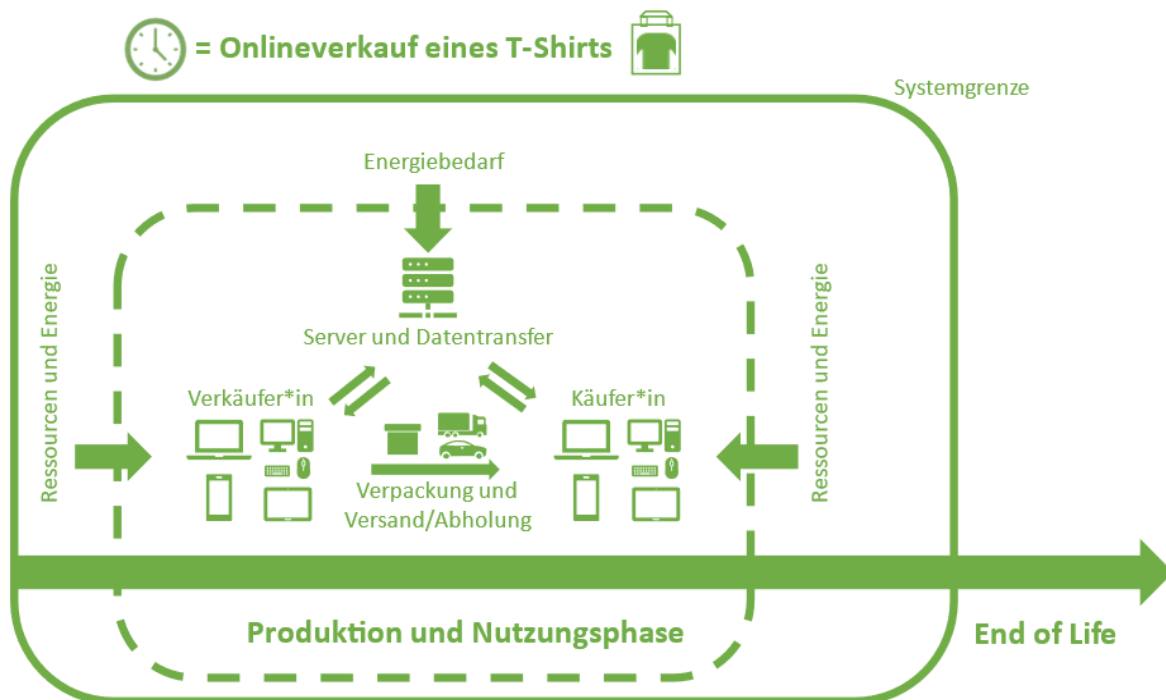 = Onlineverkauf eines T-Shirts
Systemgrenze
Energiebedarf
Ressourcen und Energie
Ressourcen und Energie
Server und Datentransfer
Verkäufer*in
Käufer*in
Verpackung und
Versand/Abholung
Produktion und Nutzungsphase
End of Life